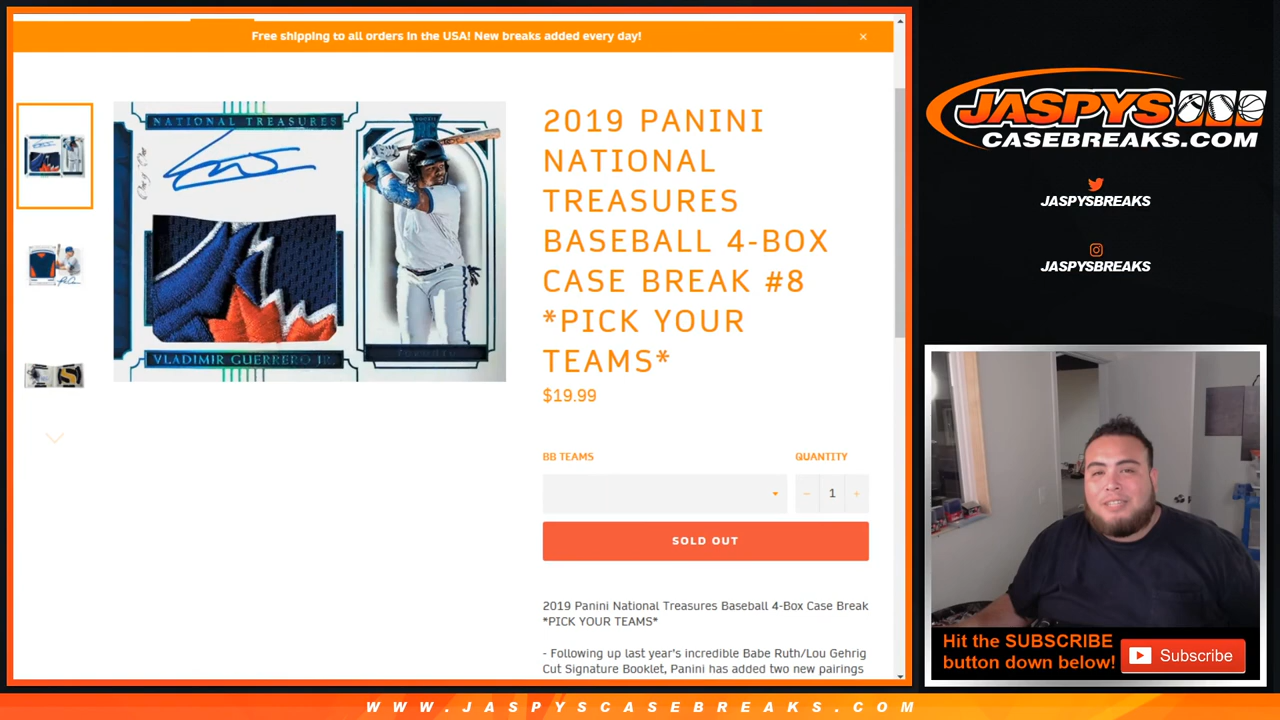 Free shipping to all orders in the USA! New breaks added every day!
×
NATIONAL TREASURES
VLADIMIR GUERRERO JR.
2019 PANINI
NATIONAL
TREASURES
BASEBALL 4-BOX
CASE BREAK #8
*PICK YOUR
TEAMS*
$19.99
BB TEAMS
QUANTITY
− 1 +
SOLD OUT
2019 Panini National Treasures Baseball 4-Box Case Break
*PICK YOUR TEAMS*
- Following up last year's incredible Babe Ruth/Lou Gehrig
Cut Signature Booklet, Panini has added two new pairings
JASPYS
CASEBREAKS.COM
JASPYSBREAKS
JASPYSBREAKS
Hit the SUBSCRIBE
button down below!
Subscribe
WWW.JASPYSCASEBREAKS.COM